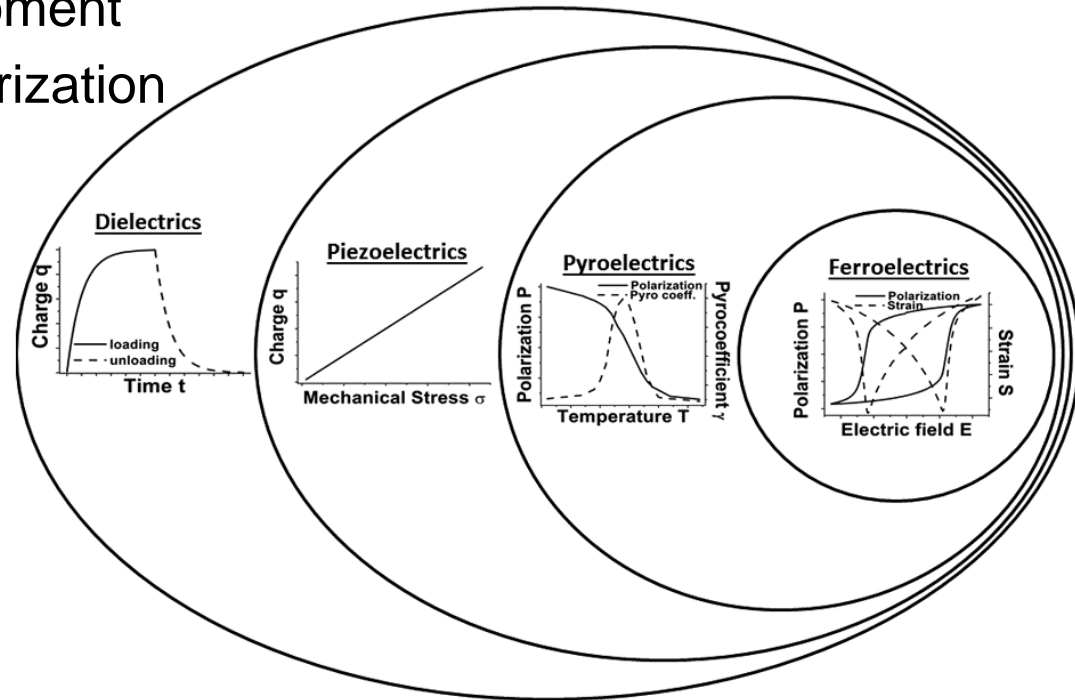 rization
Dielectrics
Charge q
loading
unloading
Time t
Piezoelectrics
Charge q
Mechanical Stress σ
Pyroelectrics
Polarization P
Polarization
Pyro coeff.
Pyrocoefficient γ
Temperature T
Ferroelectrics
Polarization P
Polarization
Strain
Strain S
Electric field E